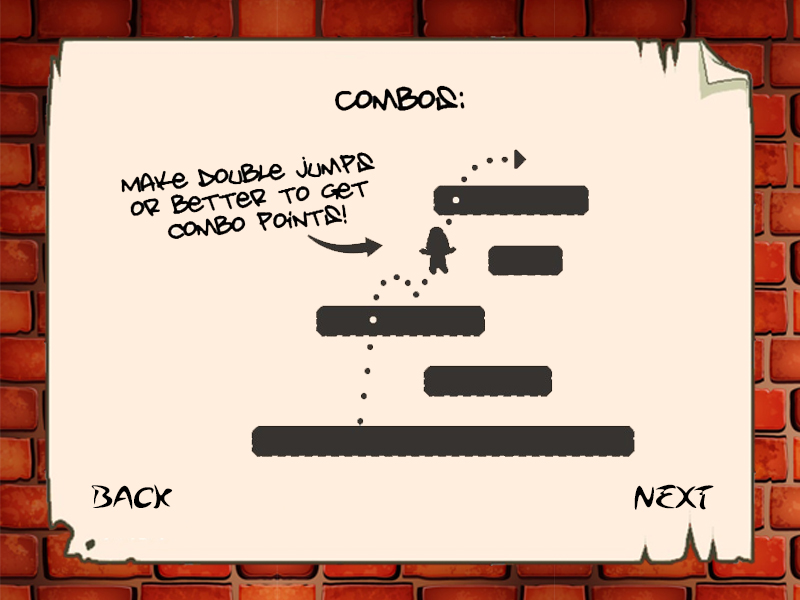 COMBOS:
MAKE DOUBLE JUMPS
OR BETTER TO GET
COMBO POINTS!
BACK
NEXT